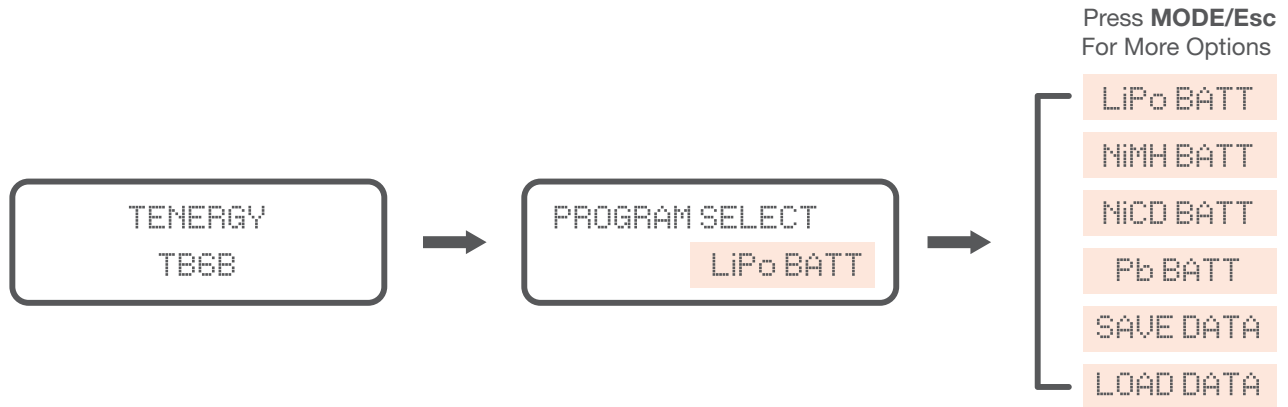 Press MODE/Esc
For More Options
TENERGY
TB6B
PROGRAM SELECT
LiPo BATT
LiPo BATT
NiMH BATT
NiCD BATT
Pb BATT
SAVE DATA
LOAD DATA